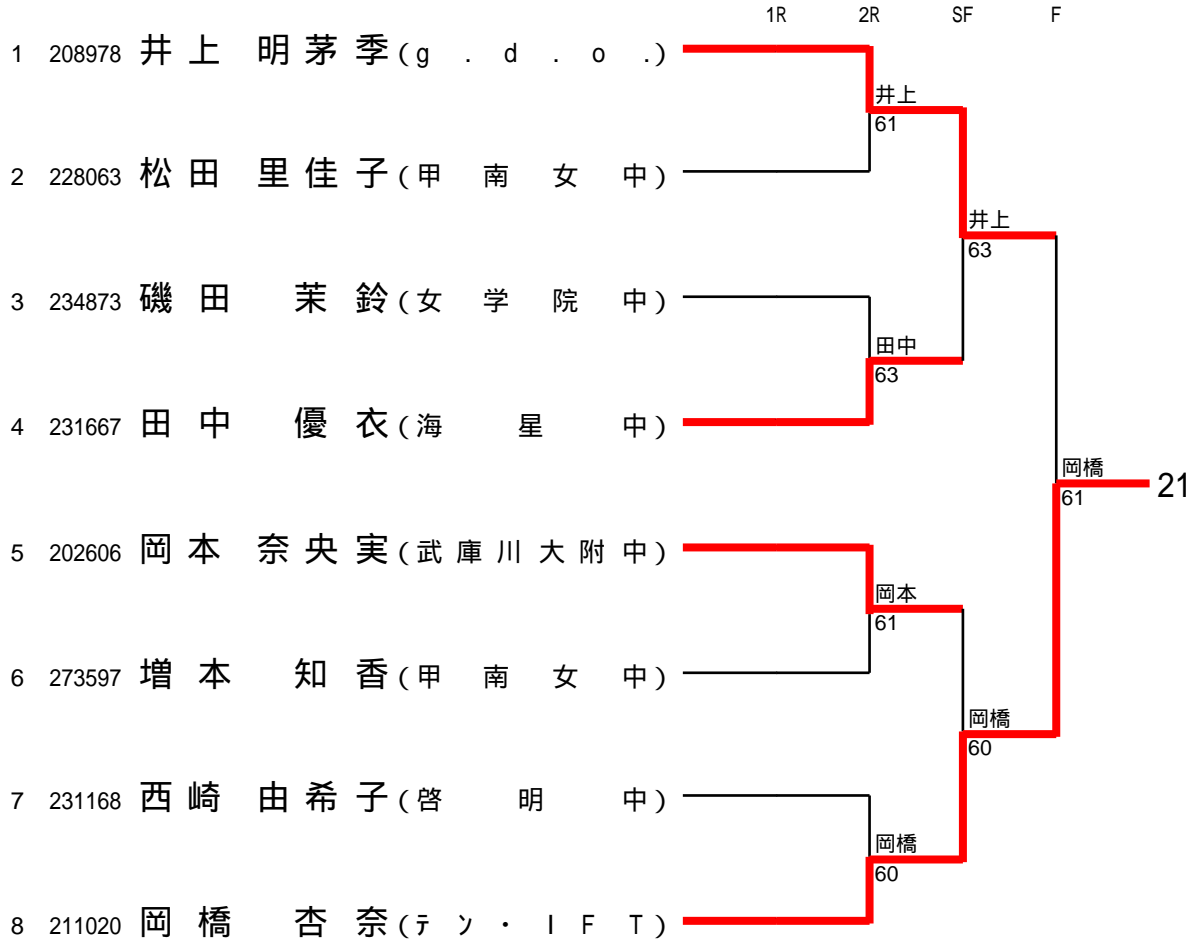 1R 2R SF F
1 208978 井上 明茅季(g.d.o.)
井上
61
2 228063 松田 里佳子(甲南女中)
井上
63
3 234873 磯田 茉鈴(女学院中)
田中
63
4 231667 田中 優衣(海星中)
岡橋
61
21
5 202606 岡本 奈央実(武庫川大附中)
岡本
61
6 273597 増本 知香(甲南女中)
岡橋
60
7 231168 西崎 由希子(啓明中)
岡橋
60
8 211020 岡橋 杏奈(テン・IFT)